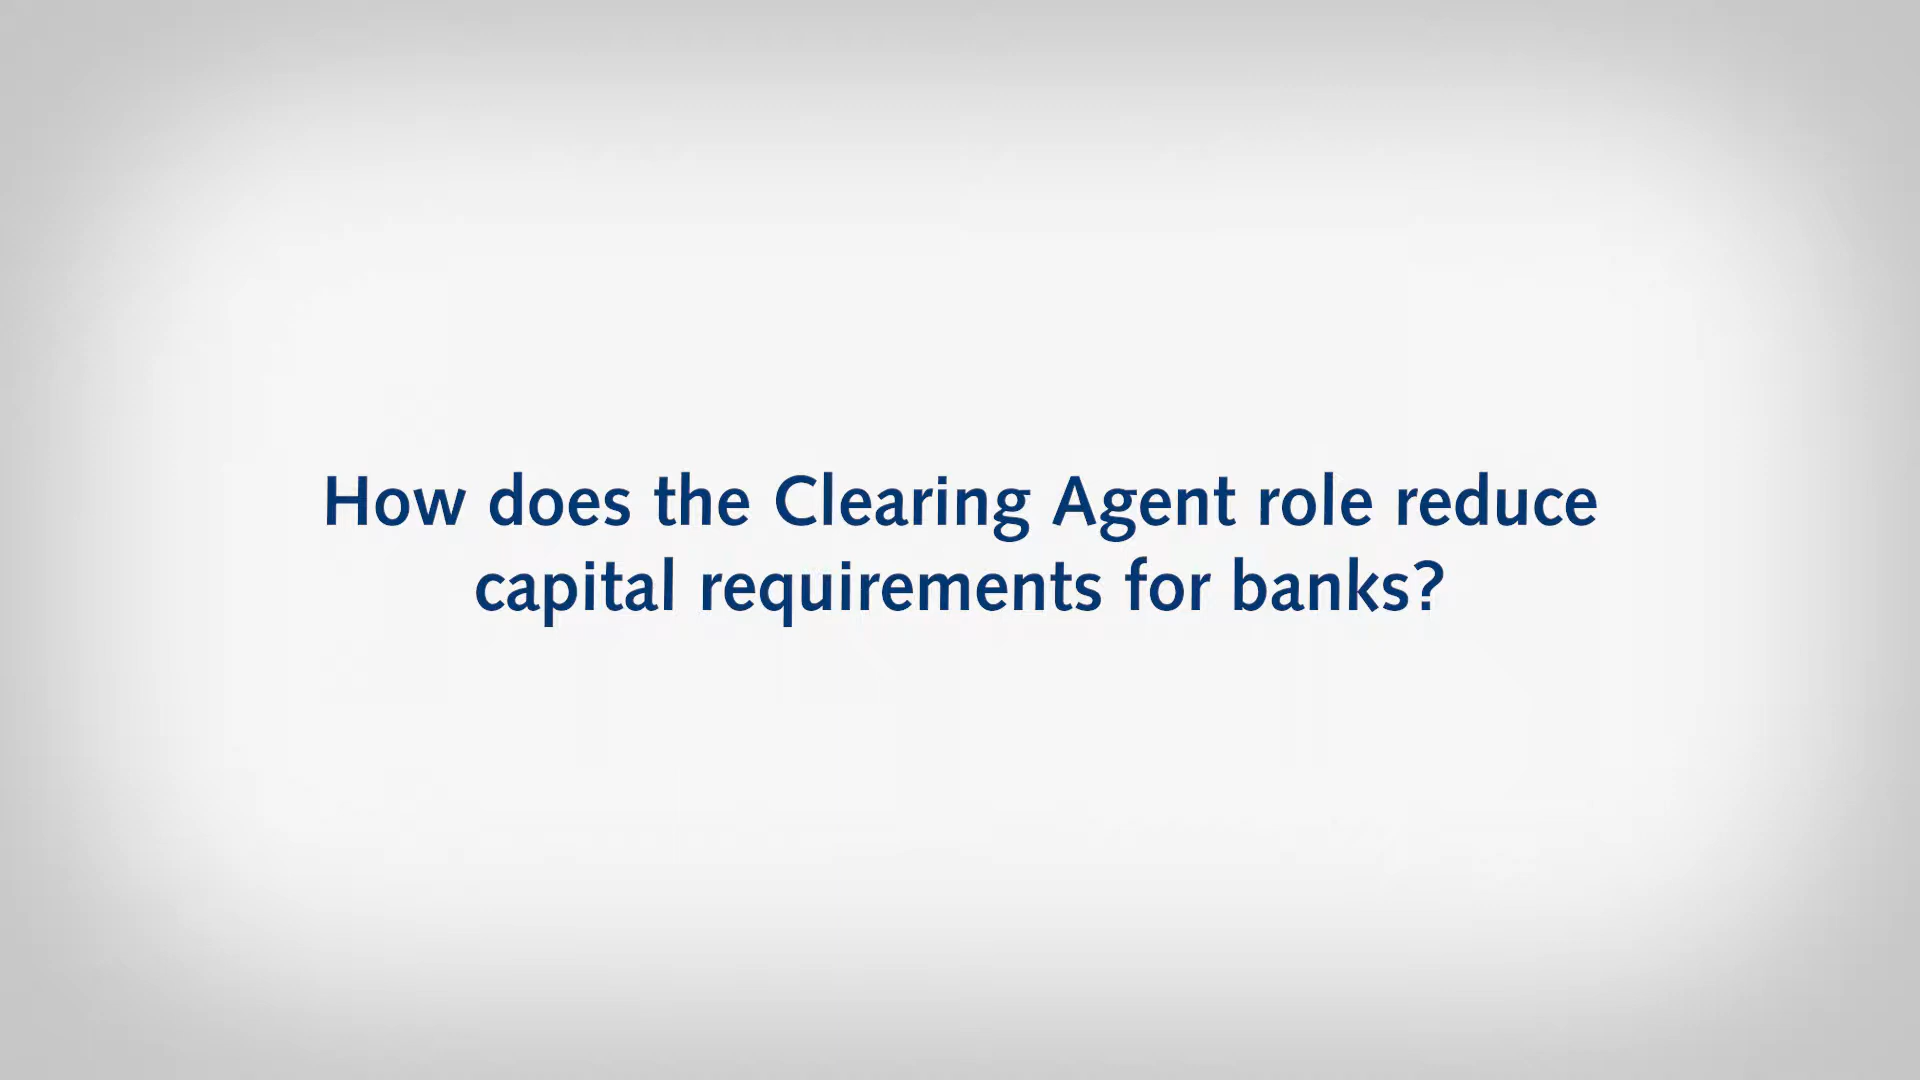 How does the Clearing Agent role reduce
capital requirements for banks?